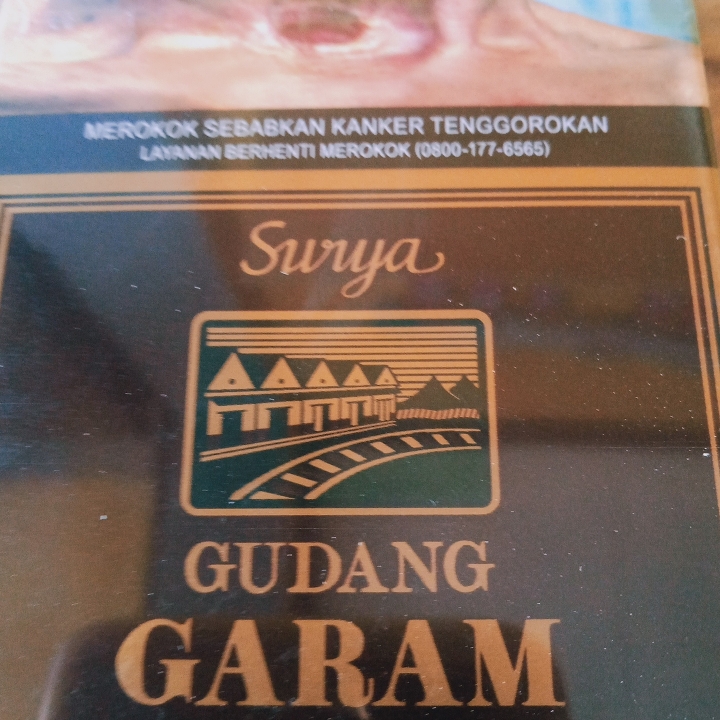 MEROKOK SEBABKAN KANKER TENGGOROKAN
LAYANAN BERHENTI MEROKOK (0800-177-6565)
Surya
GUDANG
GARAM